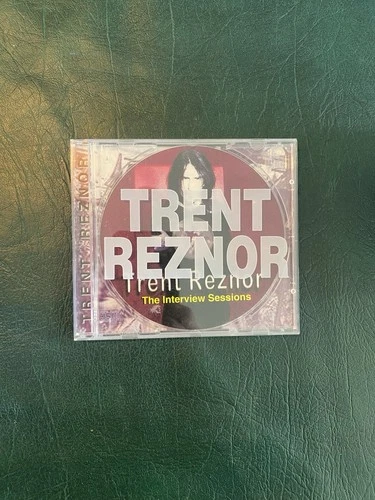 TRENT REZNOR
TRENT
REZNOR
Trent Reznor
The Interview Sessions